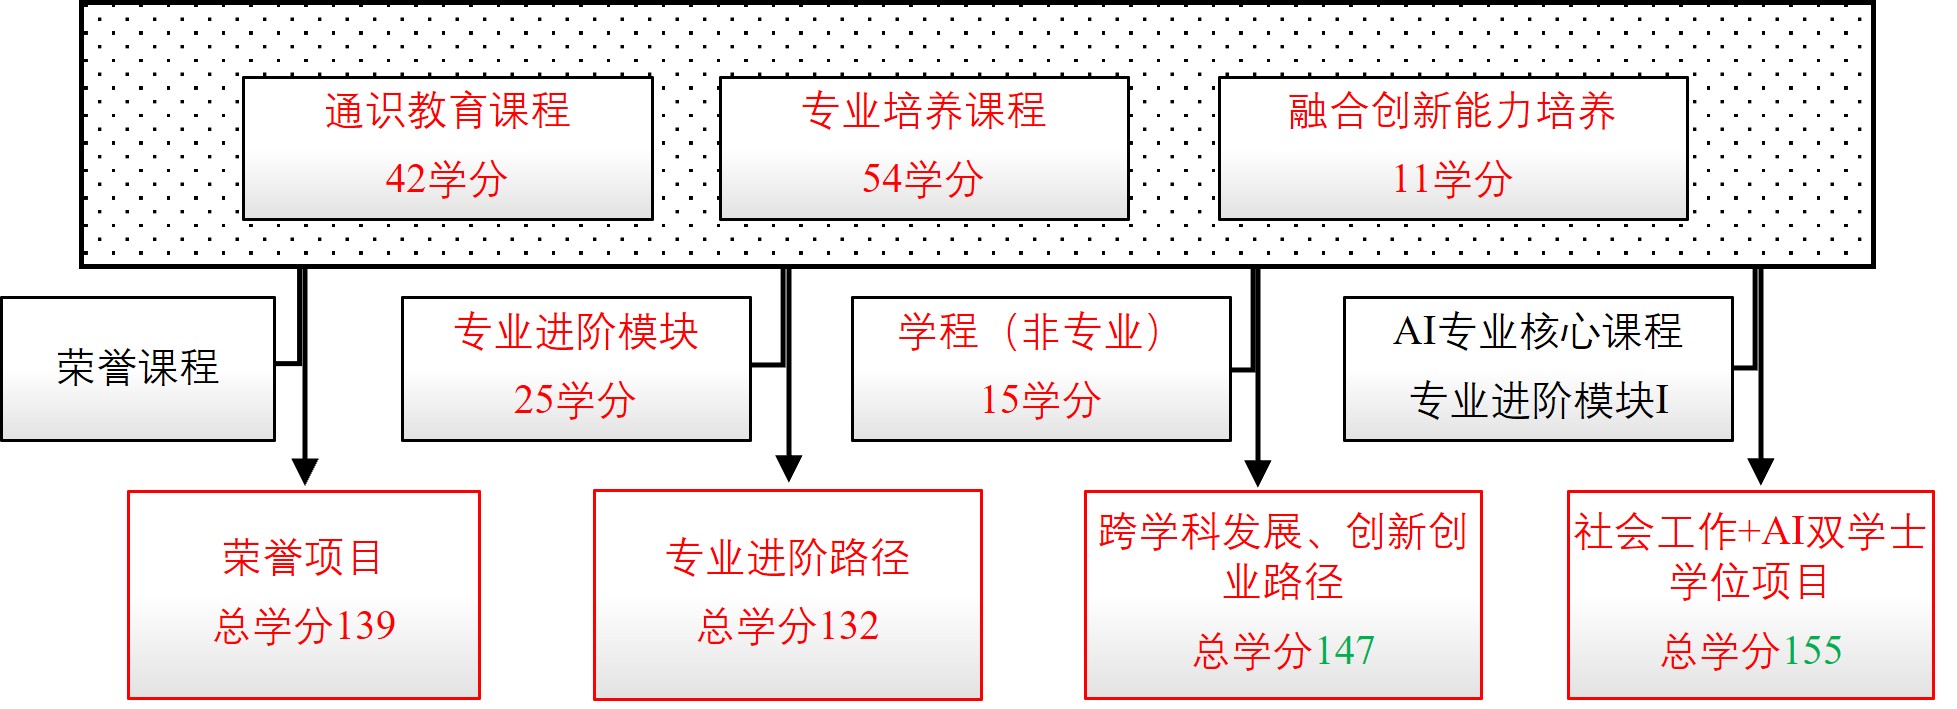 通识教育课程
42学分
专业培养课程
54学分
融合创新能力培养
11学分
荣誉课程
专业进阶模块
25学分
学程（非专业）
15学分
AI专业核心课程
专业进阶模块I
荣誉项目
总学分139
专业进阶路径
总学分132
跨学科发展、创新创
业路径
总学分147
社会工作+AI双学士
学位项目
总学分155